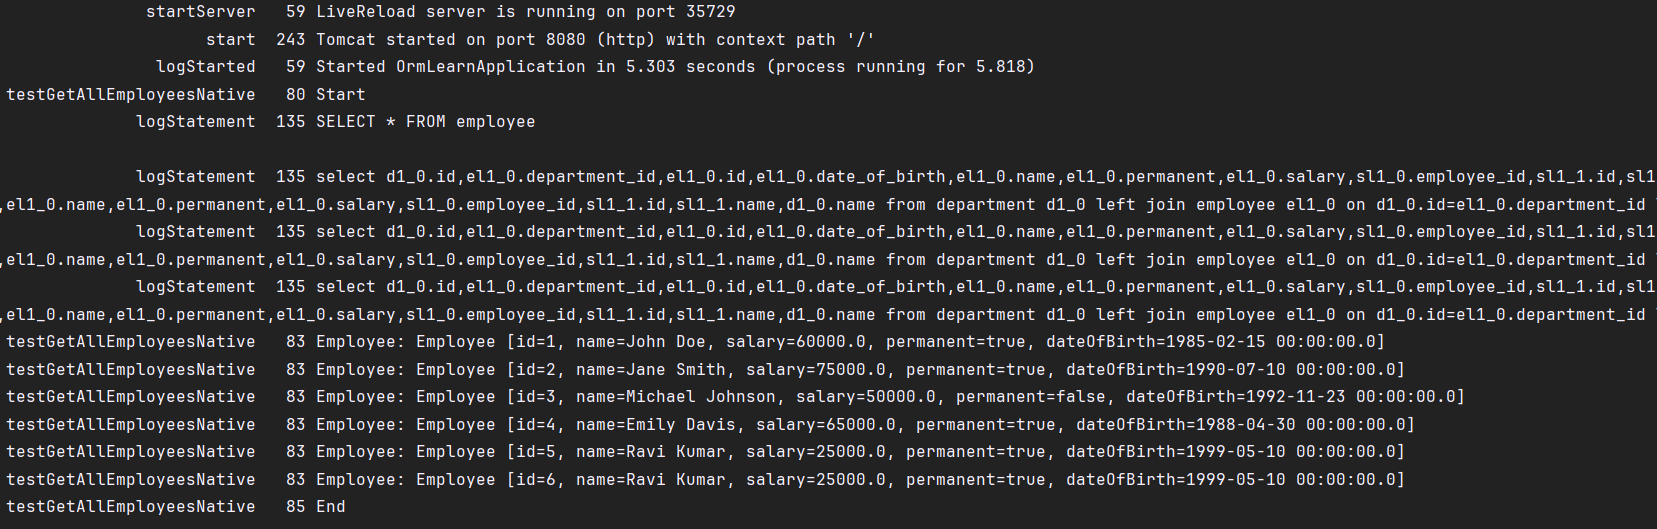 startServer   59 LiveReload server is running on port 35729
start  243 Tomcat started on port 8080 (http) with context path '/'
logStarted   59 Started OrmLearnApplication in 5.303 seconds (process running for 5.818)
testGetAllEmployeesNative   80 Start
logStatement  135 SELECT * FROM employee
logStatement  135 select d1_0.id,el1_0.department_id,el1_0.id,el1_0.date_of_birth,el1_0.name,el1_0.permanent,el1_0.salary,sl1_0.employee_id,sl1_1.id,sl1
,el1_0.name,el1_0.permanent,el1_0.salary,sl1_0.employee_id,sl1_1.id,sl1_1.name,d1_0.name from department d1_0 left join employee el1_0 on d1_0.id=el1_0.department_id
logStatement  135 select d1_0.id,el1_0.department_id,el1_0.id,el1_0.date_of_birth,el1_0.name,el1_0.permanent,el1_0.salary,sl1_0.employee_id,sl1_1.id,sl1
,el1_0.name,el1_0.permanent,el1_0.salary,sl1_0.employee_id,sl1_1.id,sl1_1.name,d1_0.name from department d1_0 left join employee el1_0 on d1_0.id=el1_0.department_id
logStatement  135 select d1_0.id,el1_0.department_id,el1_0.id,el1_0.date_of_birth,el1_0.name,el1_0.permanent,el1_0.salary,sl1_0.employee_id,sl1_1.id,sl1
,el1_0.name,el1_0.permanent,el1_0.salary,sl1_0.employee_id,sl1_1.id,sl1_1.name,d1_0.name from department d1_0 left join employee el1_0 on d1_0.id=el1_0.department_id
testGetAllEmployeesNative   83 Employee: Employee [id=1, name=John Doe, salary=60000.0, permanent=true, dateOfBirth=1985-02-15 00:00:00.0]
testGetAllEmployeesNative   83 Employee: Employee [id=2, name=Jane Smith, salary=75000.0, permanent=true, dateOfBirth=1990-07-10 00:00:00.0]
testGetAllEmployeesNative   83 Employee: Employee [id=3, name=Michael Johnson, salary=50000.0, permanent=false, dateOfBirth=1992-11-23 00:00:00.0]
testGetAllEmployeesNative   83 Employee: Employee [id=4, name=Emily Davis, salary=65000.0, permanent=true, dateOfBirth=1988-04-30 00:00:00.0]
testGetAllEmployeesNative   83 Employee: Employee [id=5, name=Ravi Kumar, salary=25000.0, permanent=true, dateOfBirth=1999-05-10 00:00:00.0]
testGetAllEmployeesNative   83 Employee: Employee [id=6, name=Ravi Kumar, salary=25000.0, permanent=true, dateOfBirth=1999-05-10 00:00:00.0]
testGetAllEmployeesNative   85 End